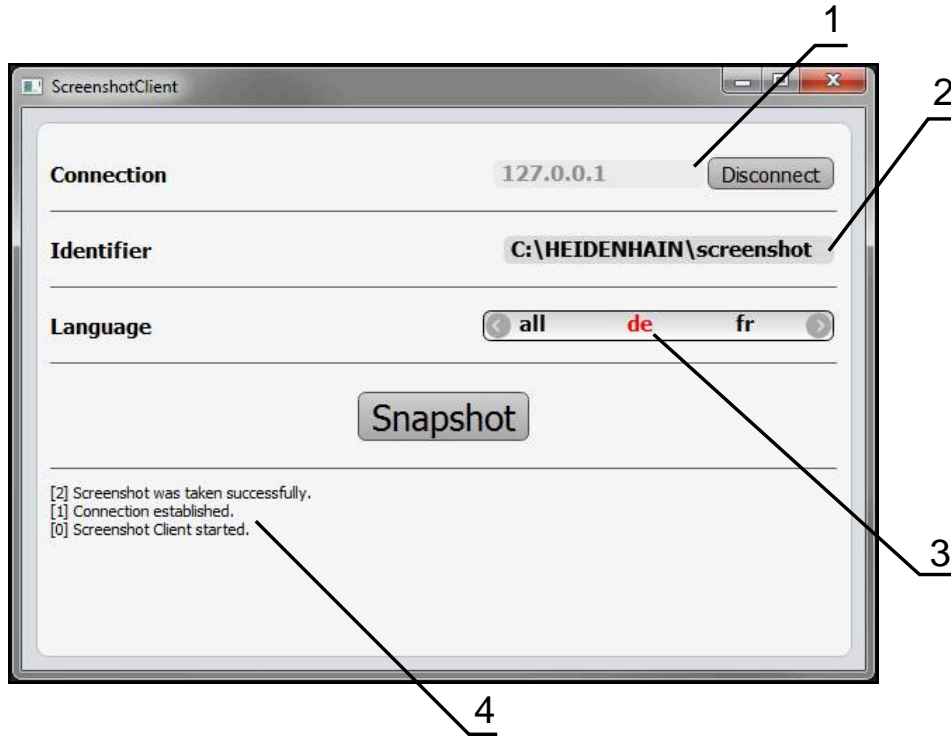 1
ScreenshotClient
2
Connection 127.0.0.1 Disconnect
Identifier C:\HEIDENHAIN\screenshot
Language all de fr
Snapshot
[2] Screenshot was taken successfully.
[1] Connection established.
[0] Screenshot Client started.
3
4